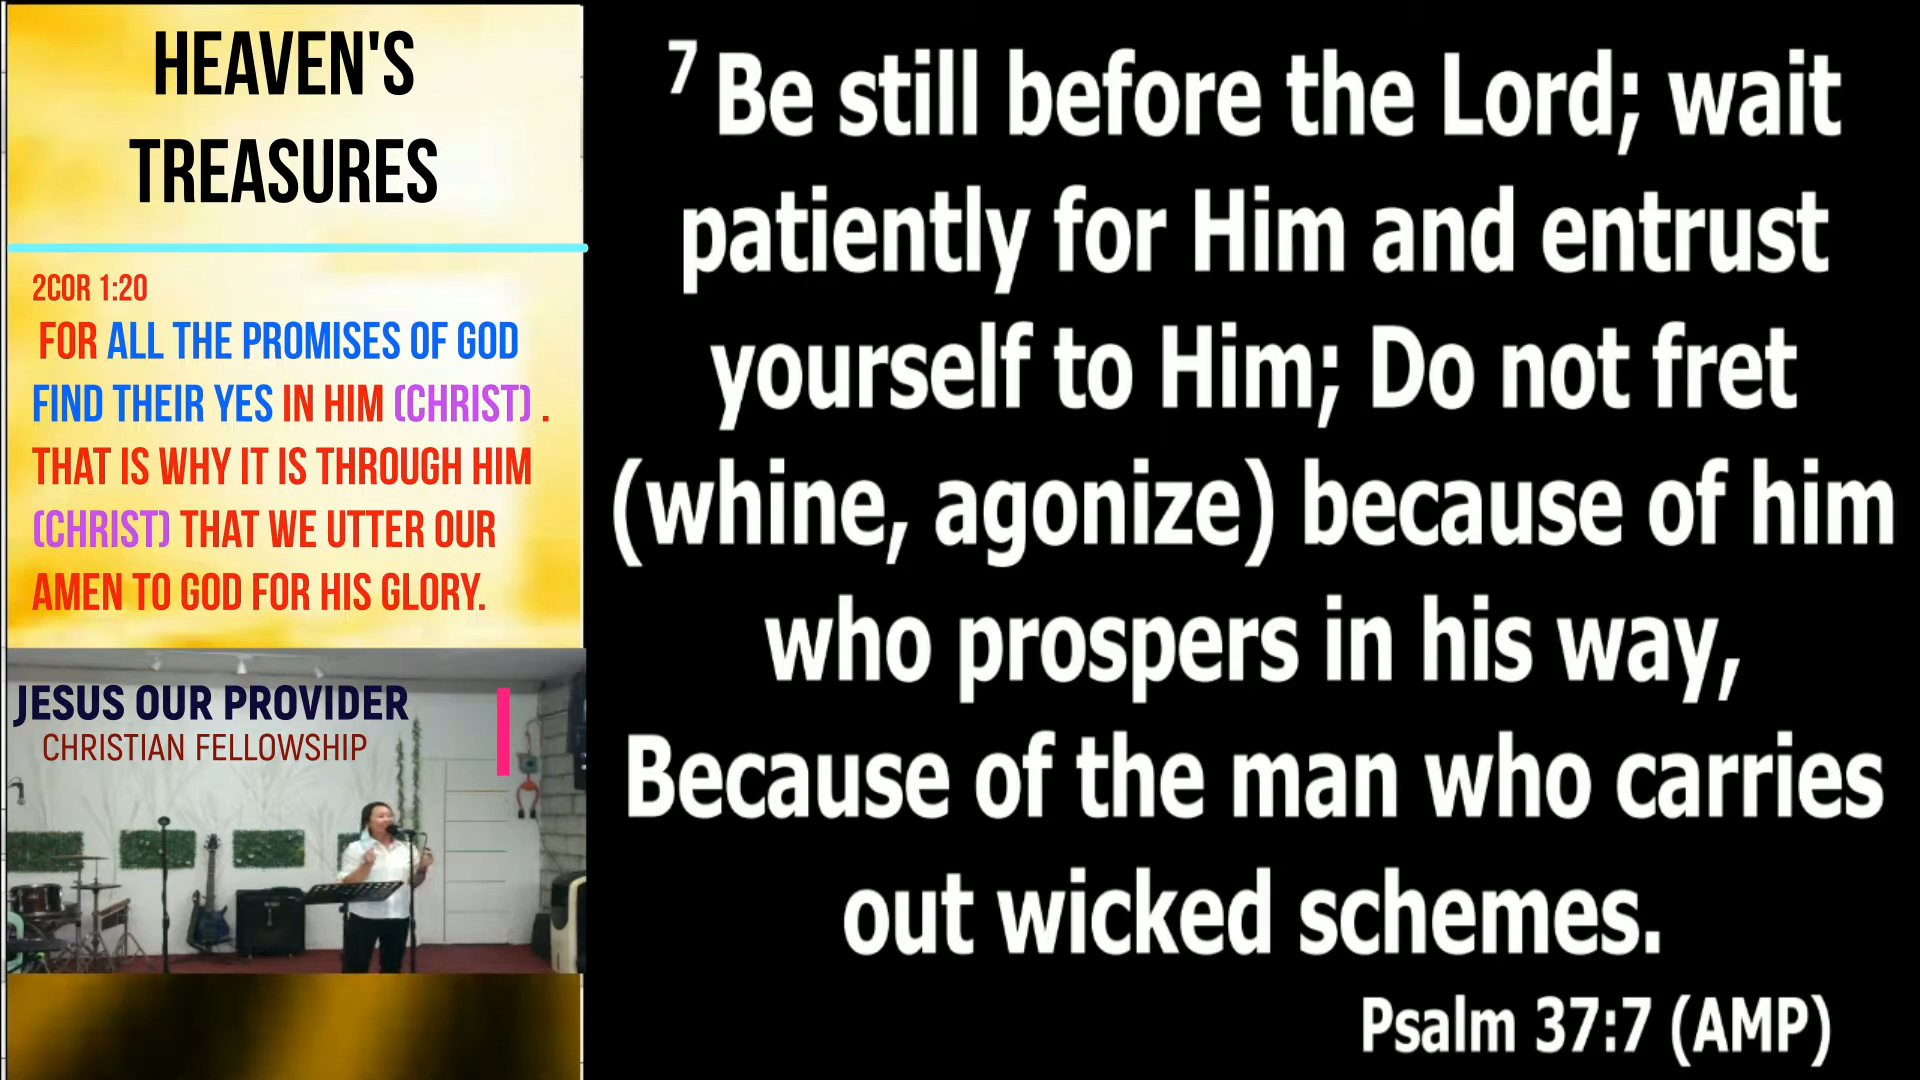 HEAVEN'S
TREASURES
2COR 1:20
FOR ALL THE PROMISES OF GOD
FIND THEIR YES IN HIM (CHRIST) .
THAT IS WHY IT IS THROUGH HIM
(CHRIST) THAT WE UTTER OUR
AMEN TO GOD FOR HIS GLORY.
JESUS OUR PROVIDER
CHRISTIAN FELLOWSHIP
7 Be still before the Lord; wait
patiently for Him and entrust
yourself to Him; Do not fret
(whine, agonize) because of him
who prospers in his way,
Because of the man who carries
out wicked schemes.
Psalm 37:7 (AMP)